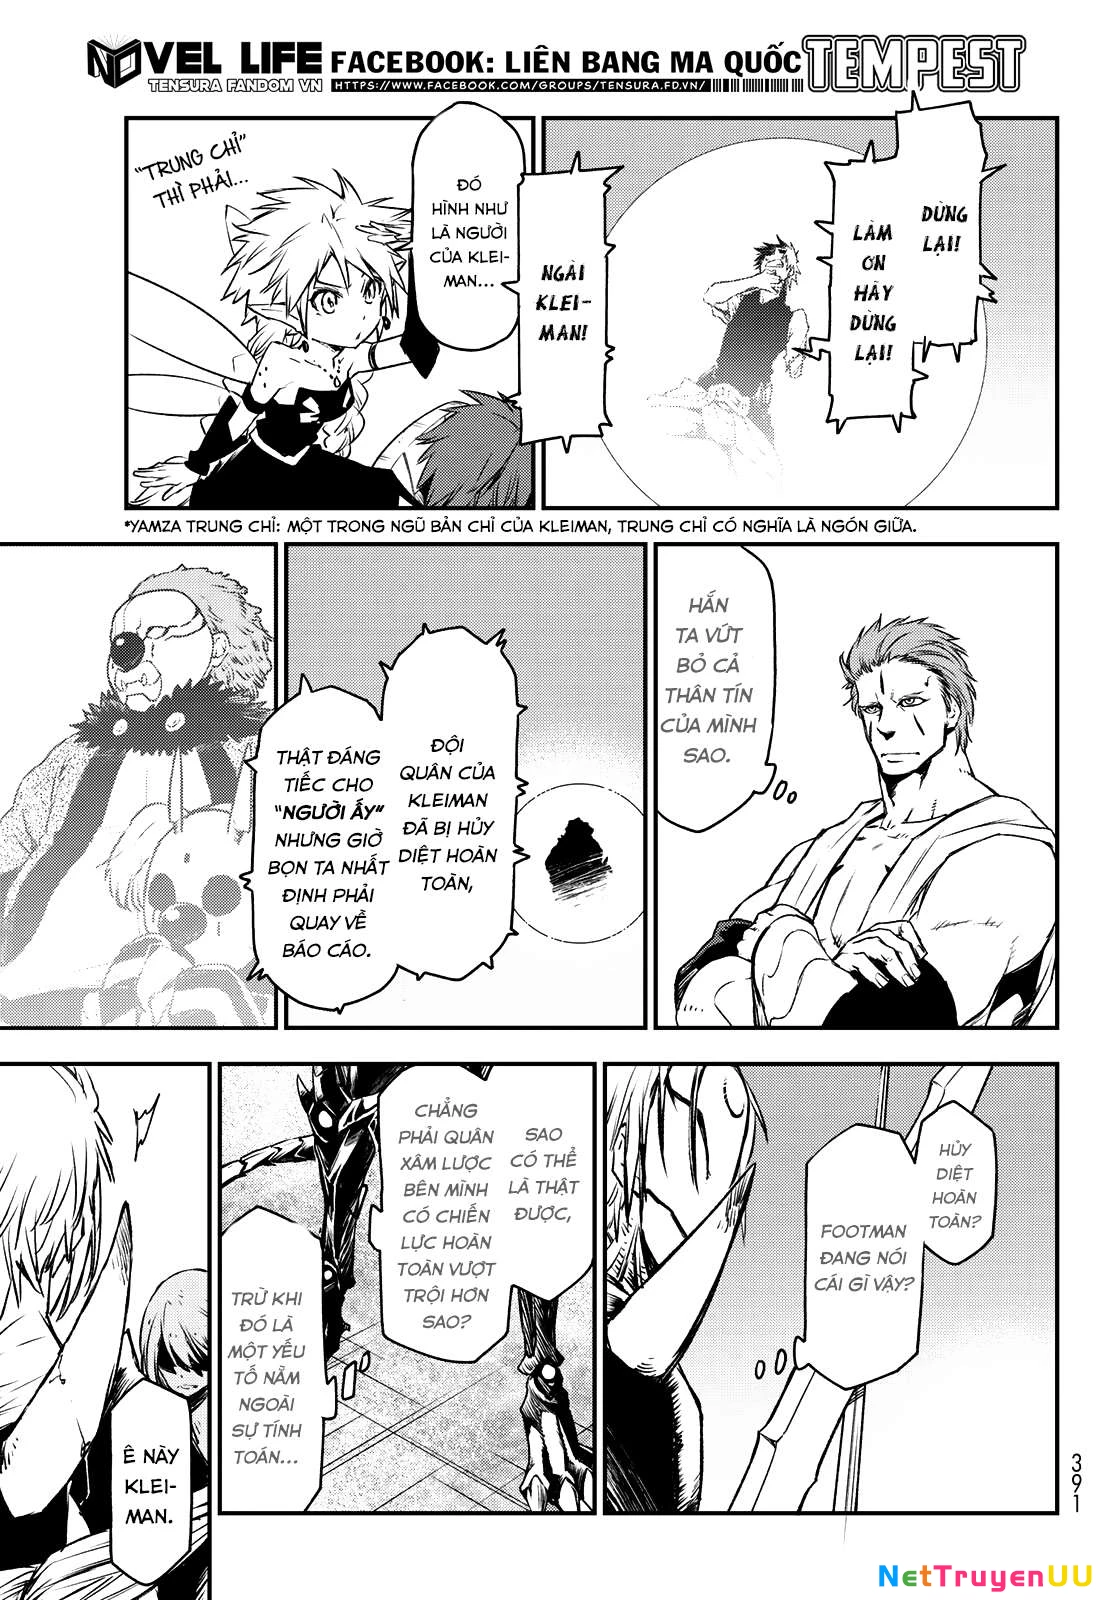 NOVEL LIFE
TENSURA FANDOM VN
FACEBOOK: LIÊN BANG MA QUỐC
HTTPS://WWW.FACEBOOK.COM/GROUPS/TENSURA.FD.VN/
TEMPEST
DỪNG
LẠI!
LÀM
ƠN
HÃY
DỪNG
LẠI!
NGÀI
KLEI-
MAN!
ĐÓ
HÌNH NHƯ
LÀ NGƯỜI
CỦA KLEI-
MAN...
"TRUNG CHỈ"
THÌ PHẢI...
*YAMZA TRUNG CHỈ: MỘT TRONG NGŨ BẢN CHỈ CỦA KLEIMAN, TRUNG CHỈ CÓ NGHĨA LÀ NGÓN GIỮA.
HẮN
TA VỨT
BỎ CẢ
THÂN TÍN
CỦA MÌNH
SAO.
ĐỘI
QUÂN CỦA
KLEIMAN
ĐÃ BỊ HỦY
DIỆT HOÀN
TOÀN,
THẬT ĐÁNG
TIẾC CHO
"NGƯỜI ẤY"
NHƯNG GIỜ
BỌN TA NHẤT
ĐỊNH PHẢI
QUAY VỀ
BÁO CÁO.
HỦY
DIỆT
HOÀN
TOÀN?
FOOTMAN
ĐANG NÓI
CÁI GÌ VẬY?
SAO
CÓ THỂ
LÀ THẬT
ĐƯỢC,
CHẲNG
PHẢI QUÂN
XÂM LƯỢC
BÊN MÌNH
CÓ CHIẾN
LỰC HOÀN
TOÀN VƯỢT
TRỘI HƠN
SAO?
TRỪ KHI
ĐÓ LÀ
MỘT YẾU
TỐ NẰM
NGOÀI
SỰ TÍNH
TOÁN...
Ê NÀY
KLEI-
MAN.
391
NetTruyenUU